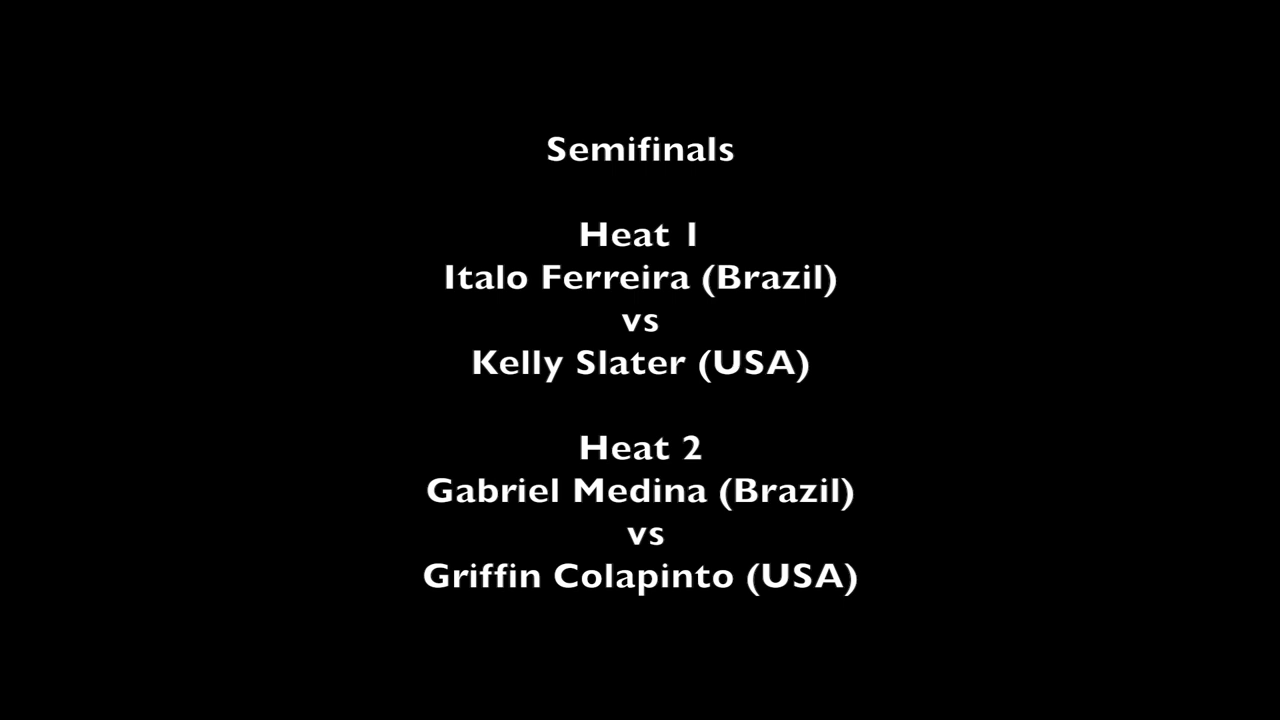 Semifinals
Heat 1
Italo Ferreira (Brazil)
vs
Kelly Slater (USA)
Heat 2
Gabriel Medina (Brazil)
vs
Griffin Colapinto (USA)